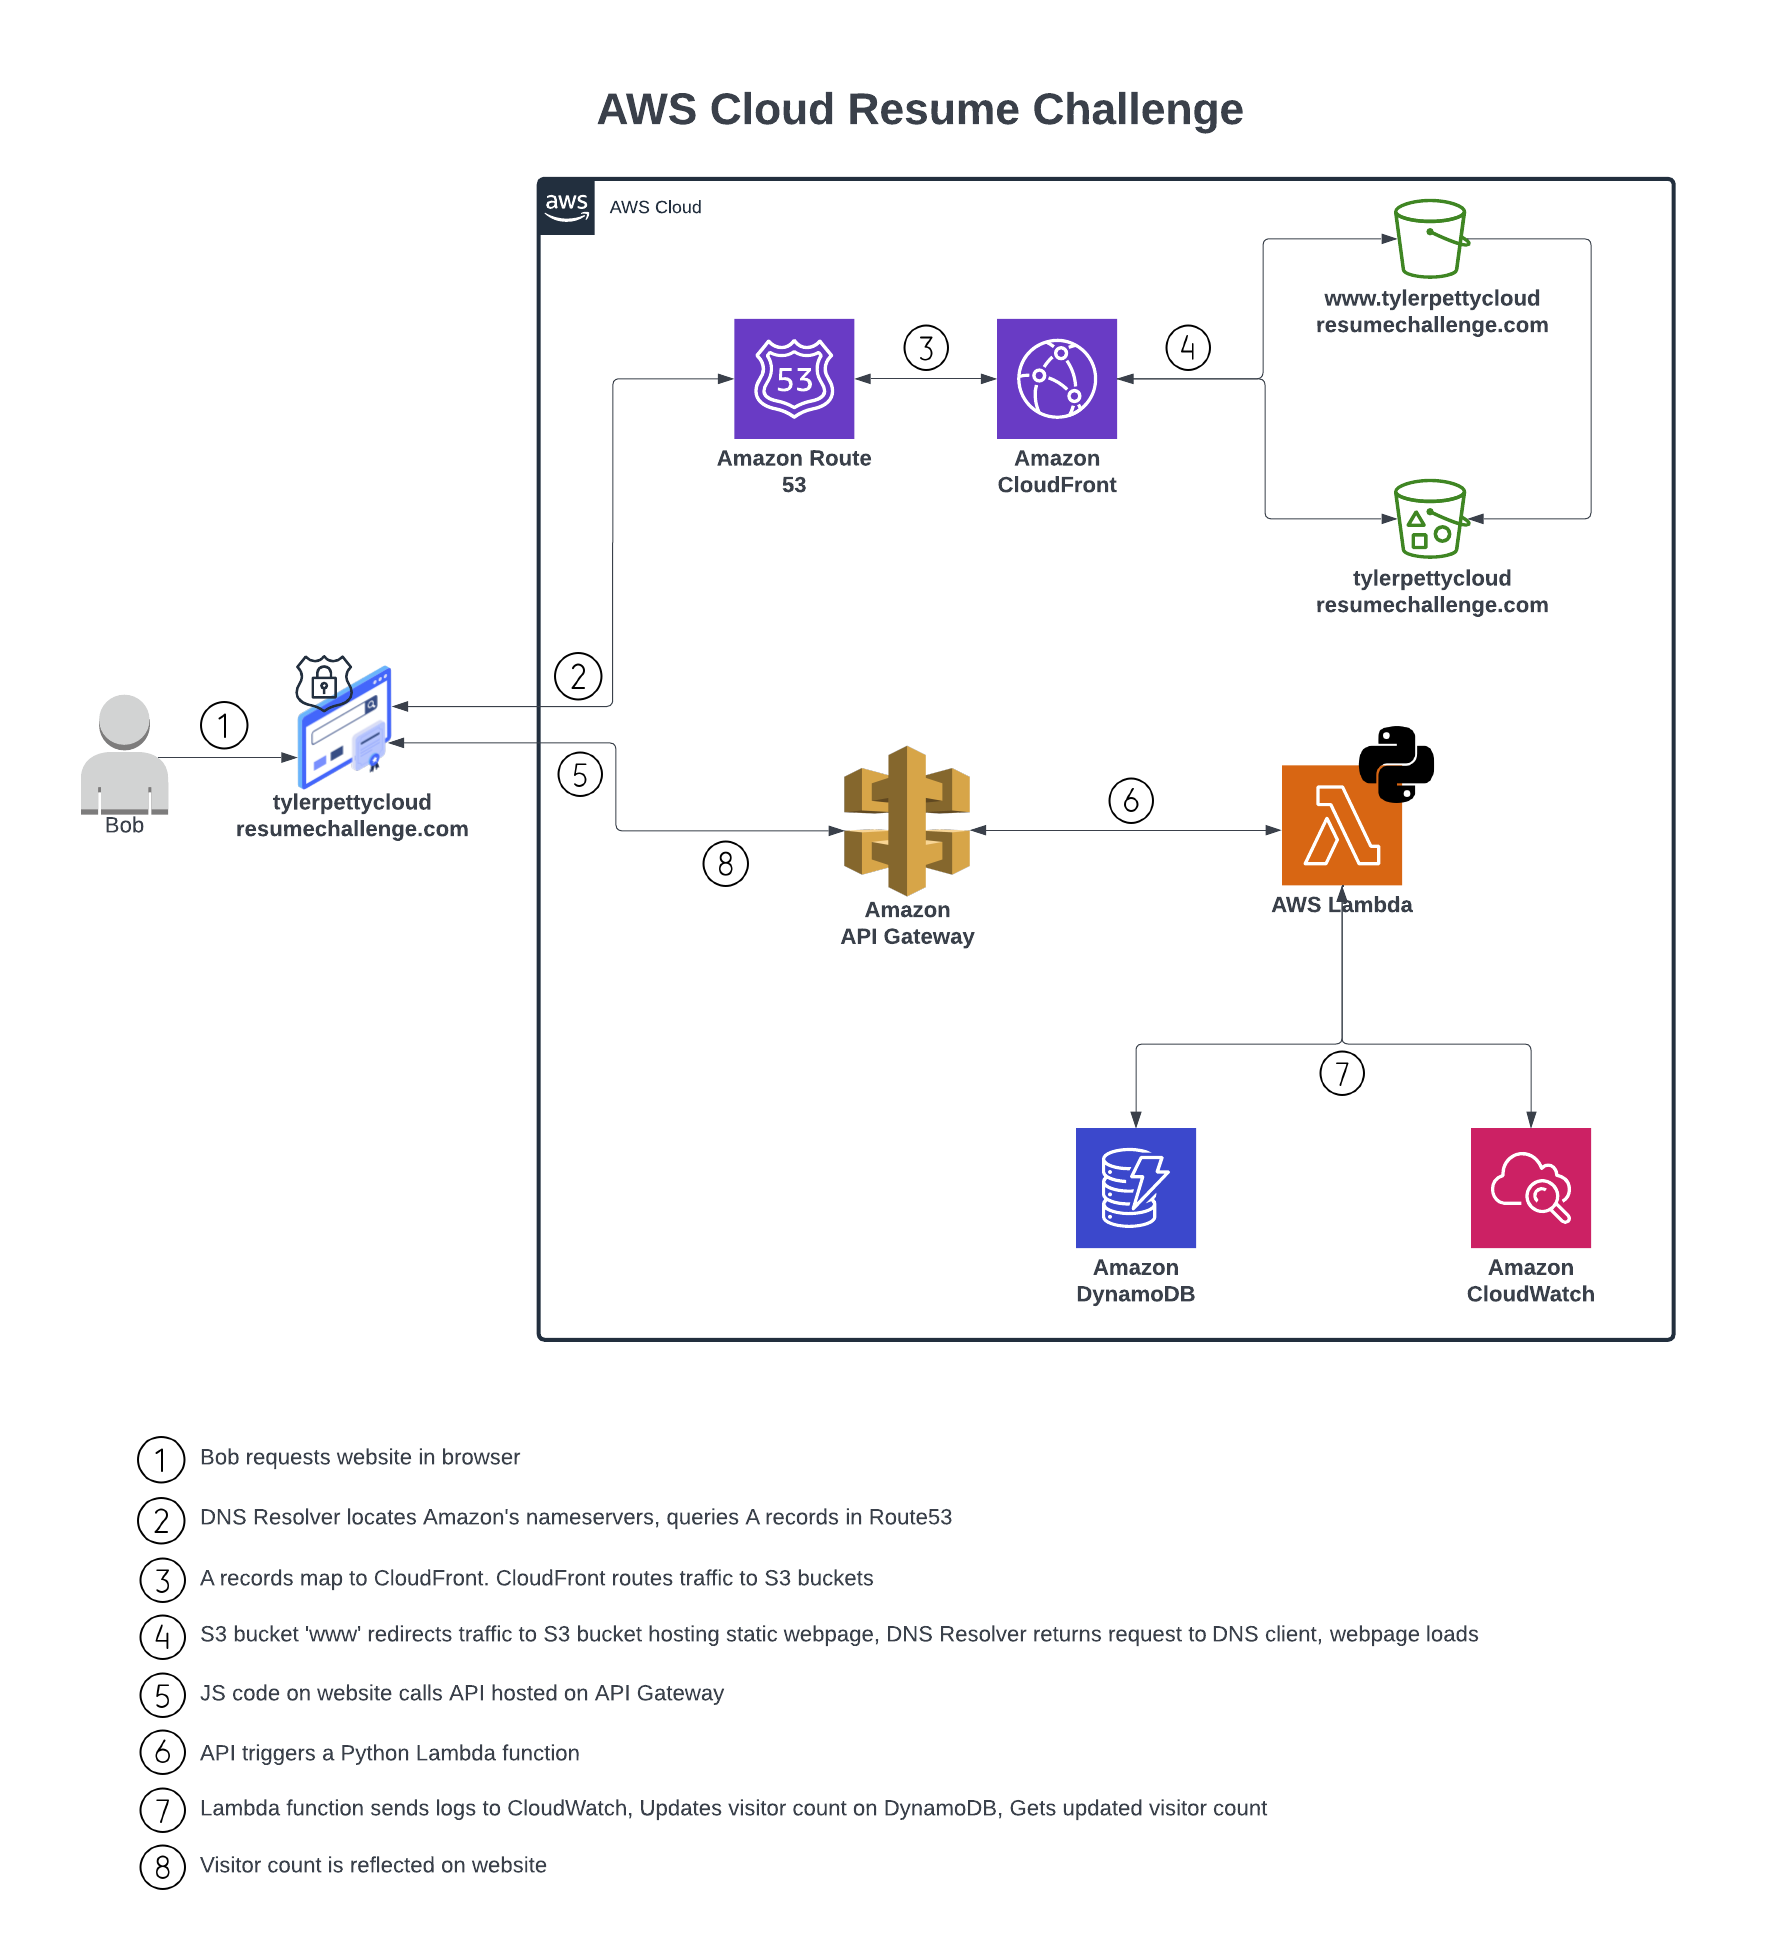 AWS Cloud Resume Challenge
aws
AWS Cloud
www.tylerpettycloud
resumechallenge.com
3
4
53
Amazon Route
53
Amazon
CloudFront
tylerpettycloud
resumechallenge.com
2
1
5
tylerpettycloud
resumechallenge.com
Bob
6
8
Amazon
API Gateway
AWS Lambda
7
Amazon
DynamoDB
Amazon
CloudWatch
1 Bob requests website in browser
2 DNS Resolver locates Amazon's nameservers, queries A records in Route53
3 A records map to CloudFront. CloudFront routes traffic to S3 buckets
4 S3 bucket 'www' redirects traffic to S3 bucket hosting static webpage, DNS Resolver returns request to DNS client, webpage loads
5 JS code on website calls API hosted on API Gateway
6 API triggers a Python Lambda function
7 Lambda function sends logs to CloudWatch, Updates visitor count on DynamoDB, Gets updated visitor count
8 Visitor count is reflected on website